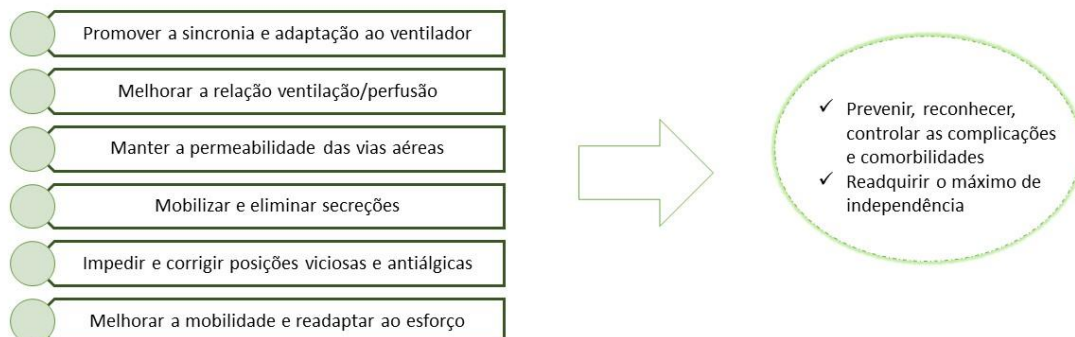 Promover a sincronia e adaptação ao ventilador
Melhorar a relação ventilação/perfusão
Manter a permeabilidade das vias aéreas
Mobilizar e eliminar secreções
Impedir e corrigir posições viciosas e antiálgicas
Melhorar a mobilidade e readaptar ao esforço
✓ Prevenir, reconhecer,
controlar as complicações
e comorbilidades
✓ Readquirir o máximo de
independência